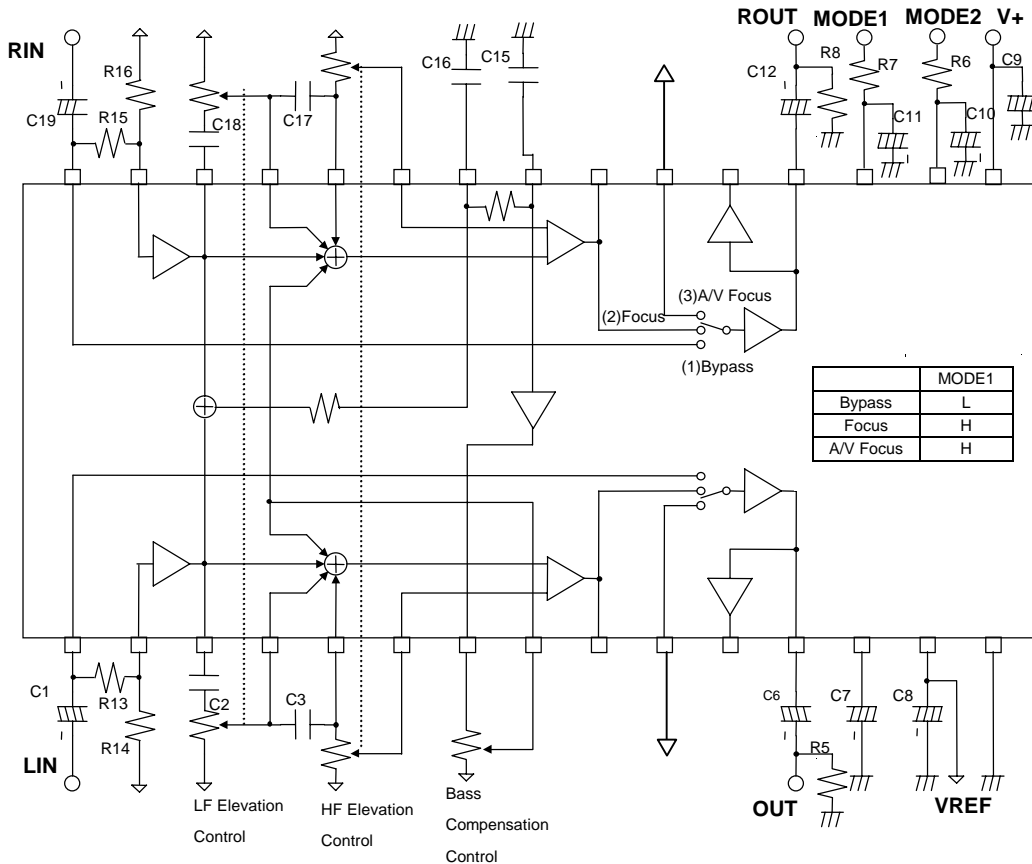 ROUT MODE1 MODE2 V+
RIN
R16 C16 C15 C12 R8 R7 R6 C9
C19 R15 C18 C17 C11 C10
(3)A/V Focus
(2)Focus
(1)Bypass
MODE1
Bypass L
Focus H
A/V Focus H
C1 R13 C2 C3 C6 C7 C8
R14 R5
LIN
LF Elevation
Control
HF Elevation
Control
Bass
Compensation
Control
OUT VREF